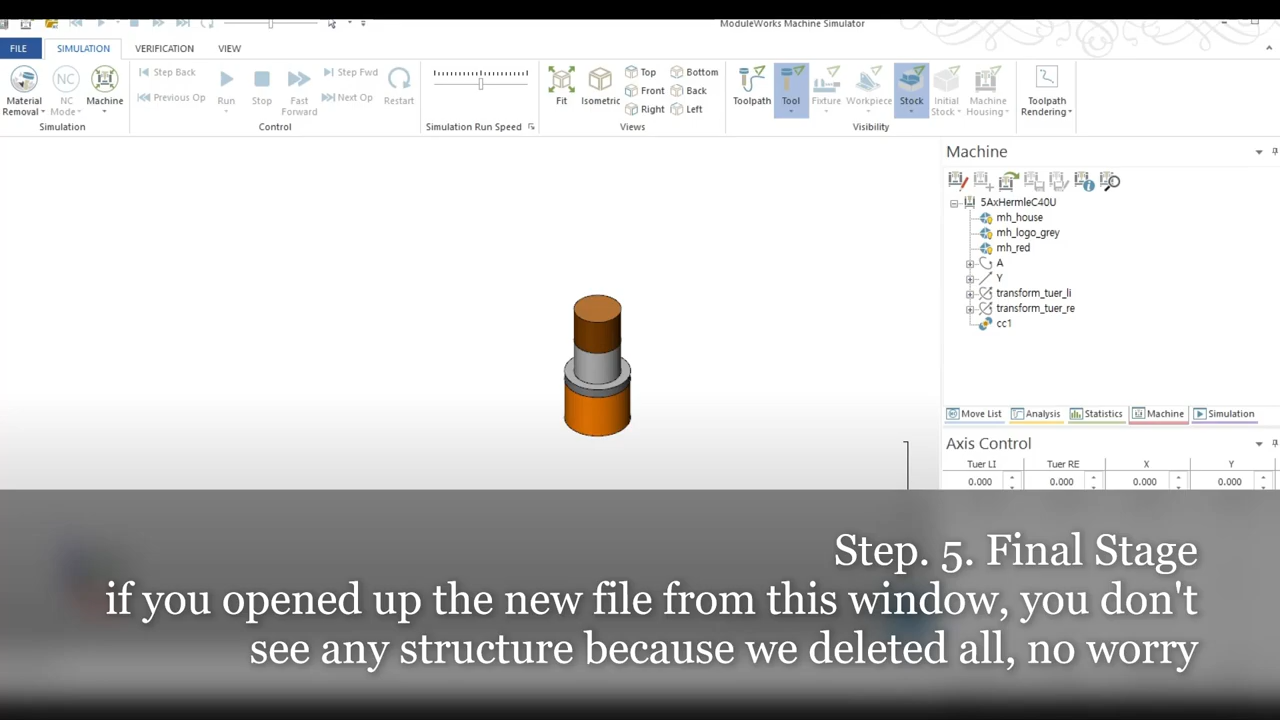 ModuleWorks Machine Simulator
FILE
SIMULATION
VERIFICATION
VIEW
Material Removal
NC Mode
Machine
Simulation
Step Back
Previous Op
Run
Stop
Fast Forward
Step Fwd
Next Op
Restart
Control
Simulation Run Speed
Fit
Isometric
Top
Front
Right
Bottom
Back
Left
Views
Toolpath
Tool
Fixture
Workpiece
Stock
Initial Stock
Machine Housing
Visibility
Toolpath Rendering
Machine
5AxHermleC40U
mh_house
mh_logo_grey
mh_red
A
Y
transform_tuer_li
transform_tuer_re
cc1
Move List
Analysis
Statistics
Machine
Simulation
Axis Control
Tuer LI Tuer RE X Y
0.000 0.000 0.000 0.000
Step. 5. Final Stage
if you opened up the new file from this window, you don't
see any structure because we deleted all, no worry